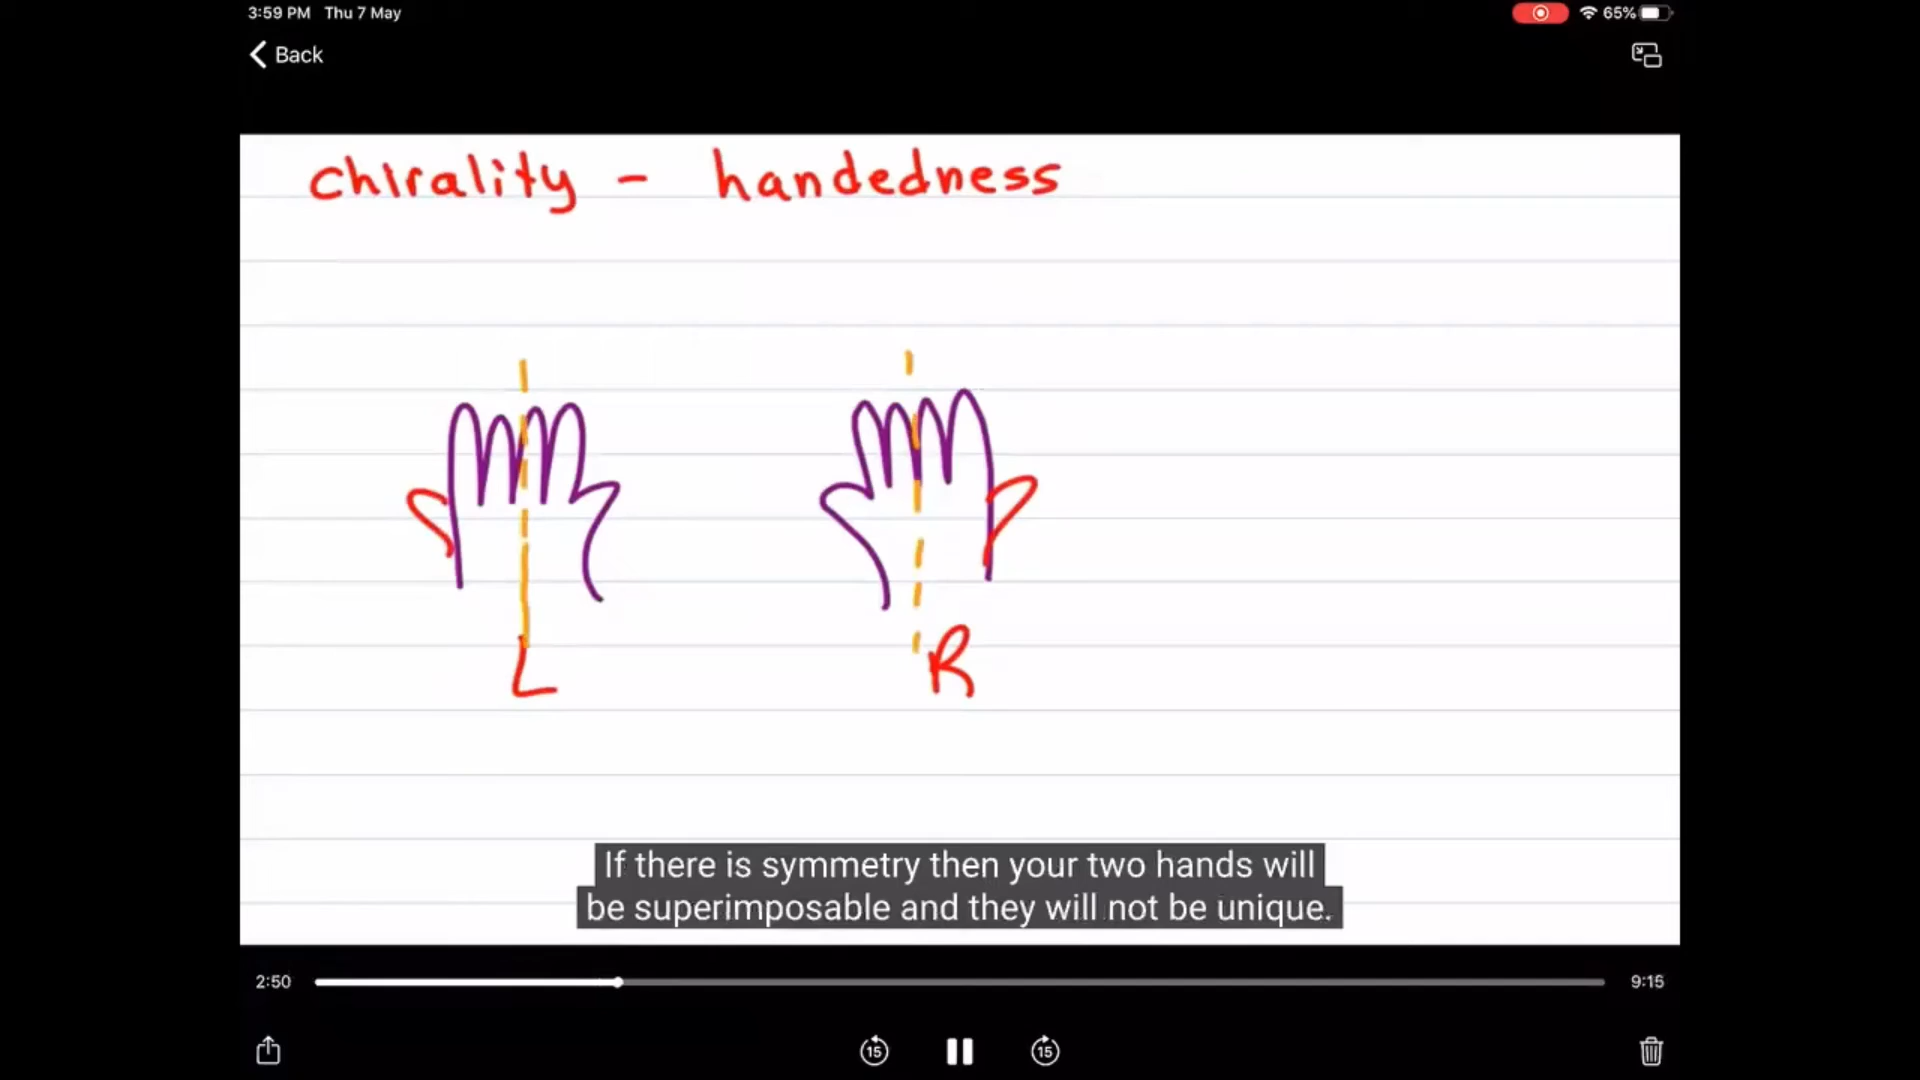 3:59 PM Thu 7 May
65%
Back
chirality - handedness
L
R
If there is symmetry then your two hands will
be superimposable and they will not be unique.
2:50
9:15
15
15